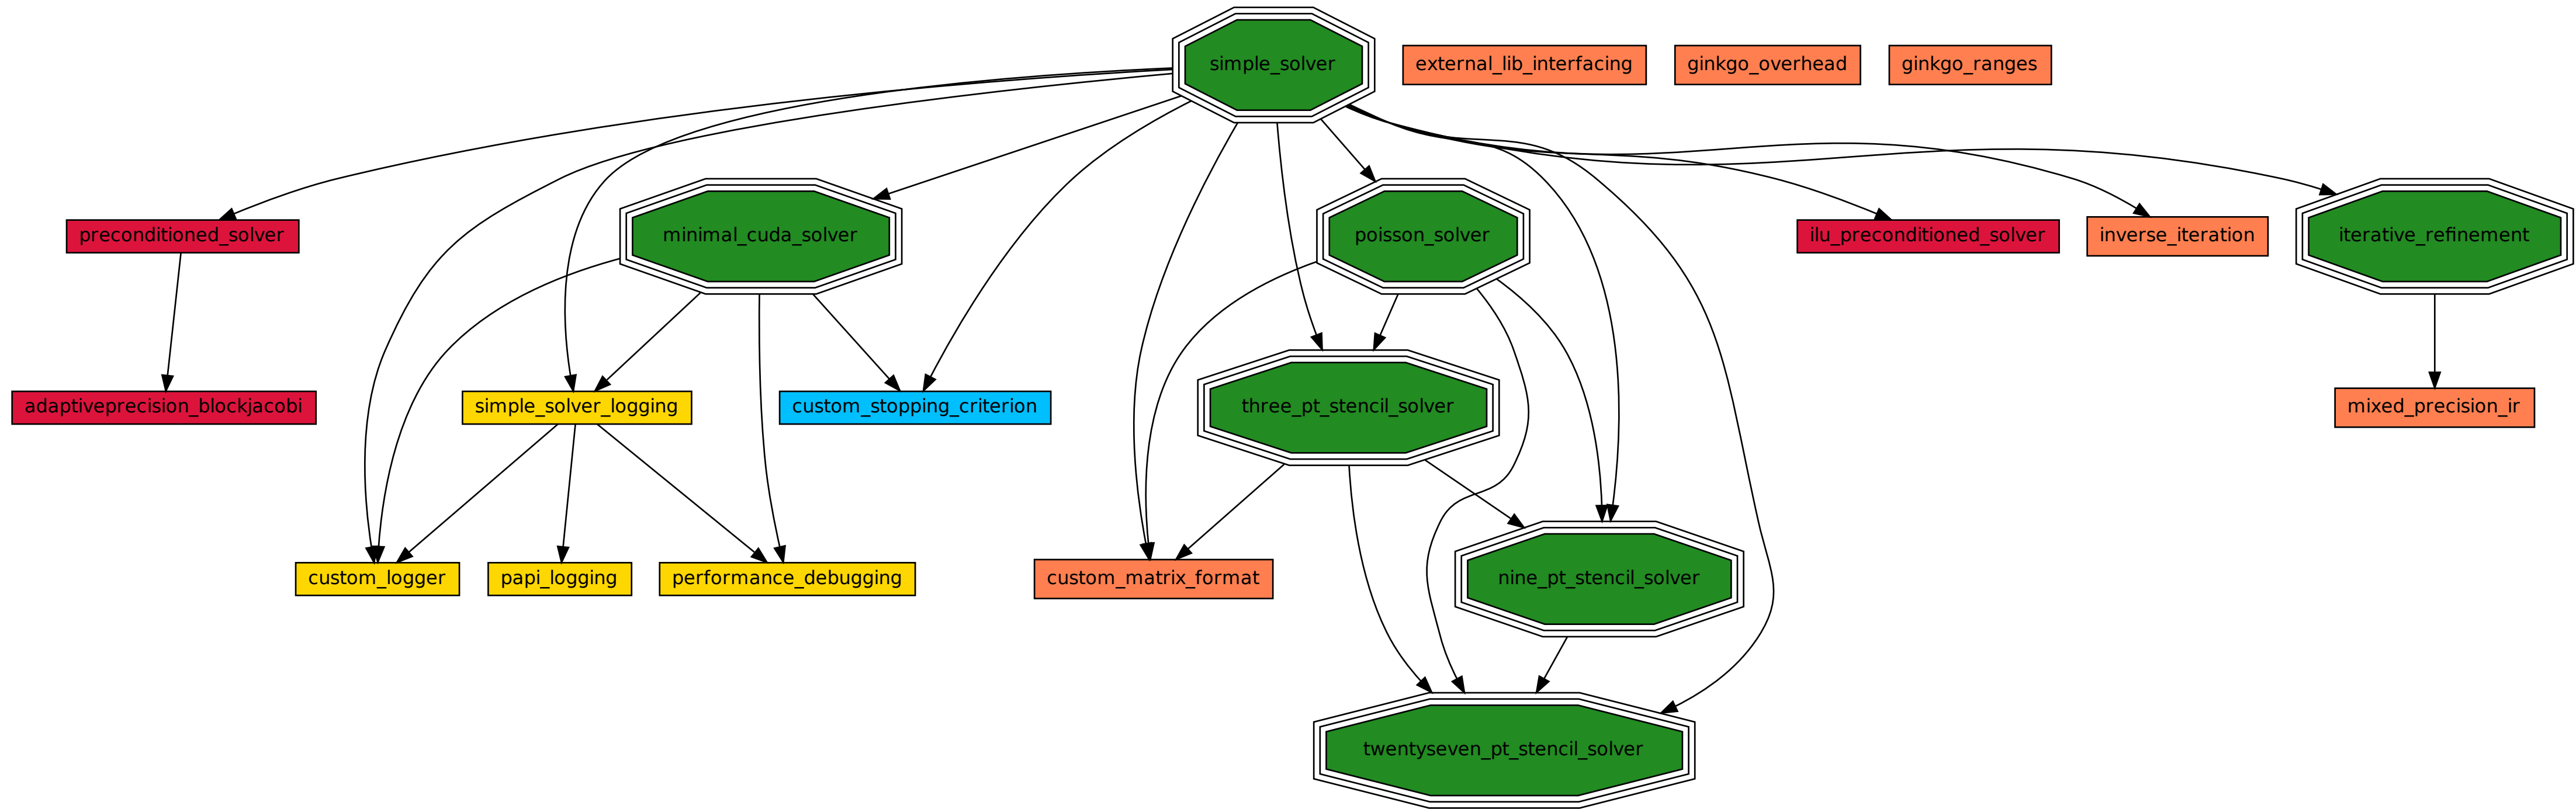 simple_solver
external_lib_interfacing
ginkgo_overhead
ginkgo_ranges
preconditioned_solver
minimal_cuda_solver
poisson_solver
ilu_preconditioned_solver
inverse_iteration
iterative_refinement
adaptiveprecision_blockjacobi
simple_solver_logging
custom_stopping_criterion
three_pt_stencil_solver
mixed_precision_ir
custom_logger
papi_logging
performance_debugging
custom_matrix_format
nine_pt_stencil_solver
twentyseven_pt_stencil_solver